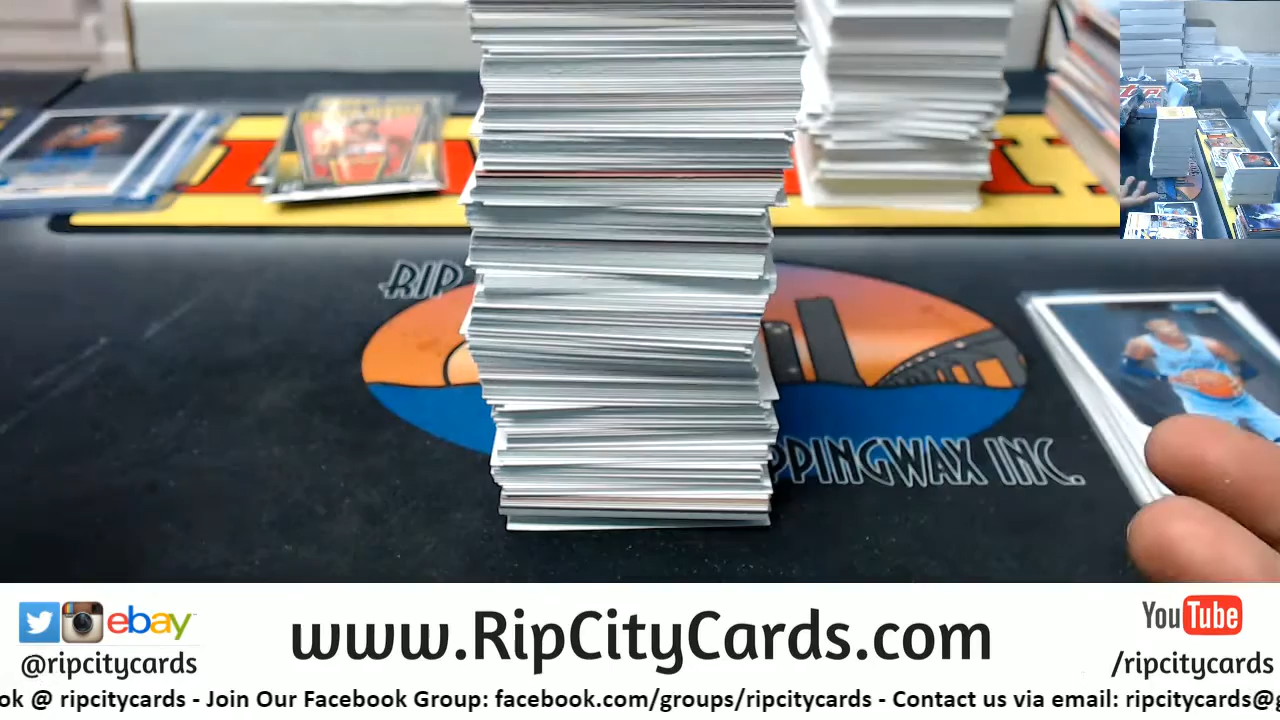 RIP
PPINGWAX INC.
ebay™
@ripcitycards
www.RipCityCards.com
YouTube
/ripcitycards
ok @ ripcitycards - Join Our Facebook Group: facebook.com/groups/ripcitycards - Contact us via email: ripcitycards@g